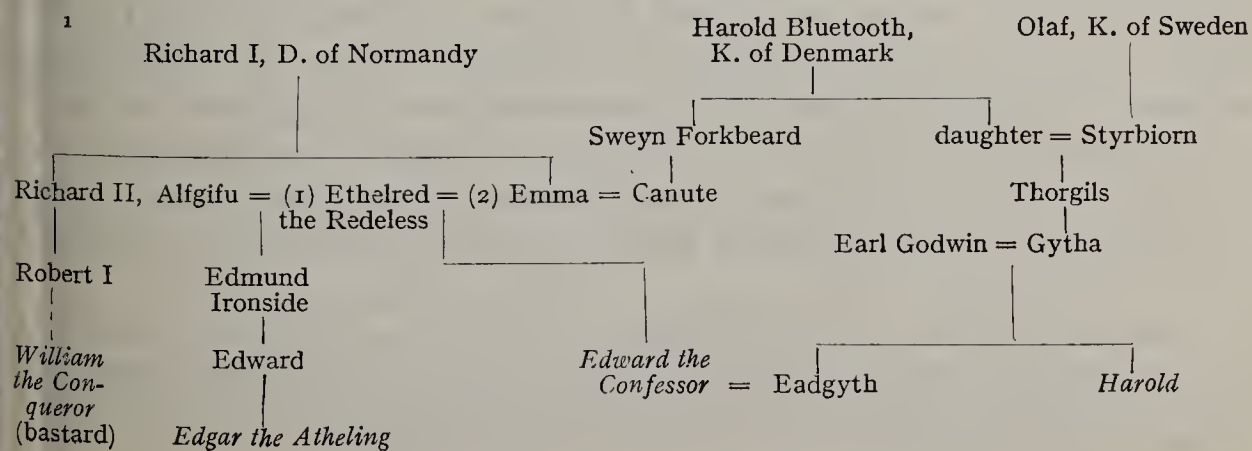 1
Richard I, D. of Normandy
Harold Bluetooth,
K. of Denmark
Olaf, K. of Sweden
Sweyn Forkbeard
daughter = Styrbiorn
Richard II, Alfgifu = (1) Ethelred = (2) Emma = Canute
the Redeless
Thorgils
Earl Godwin = Gytha
Robert I
Edmund
Ironside
William
the Con-
queror
(bastard)
Edward
Edgar the Atheling
Edward the
Confessor = Eadgyth
Harold